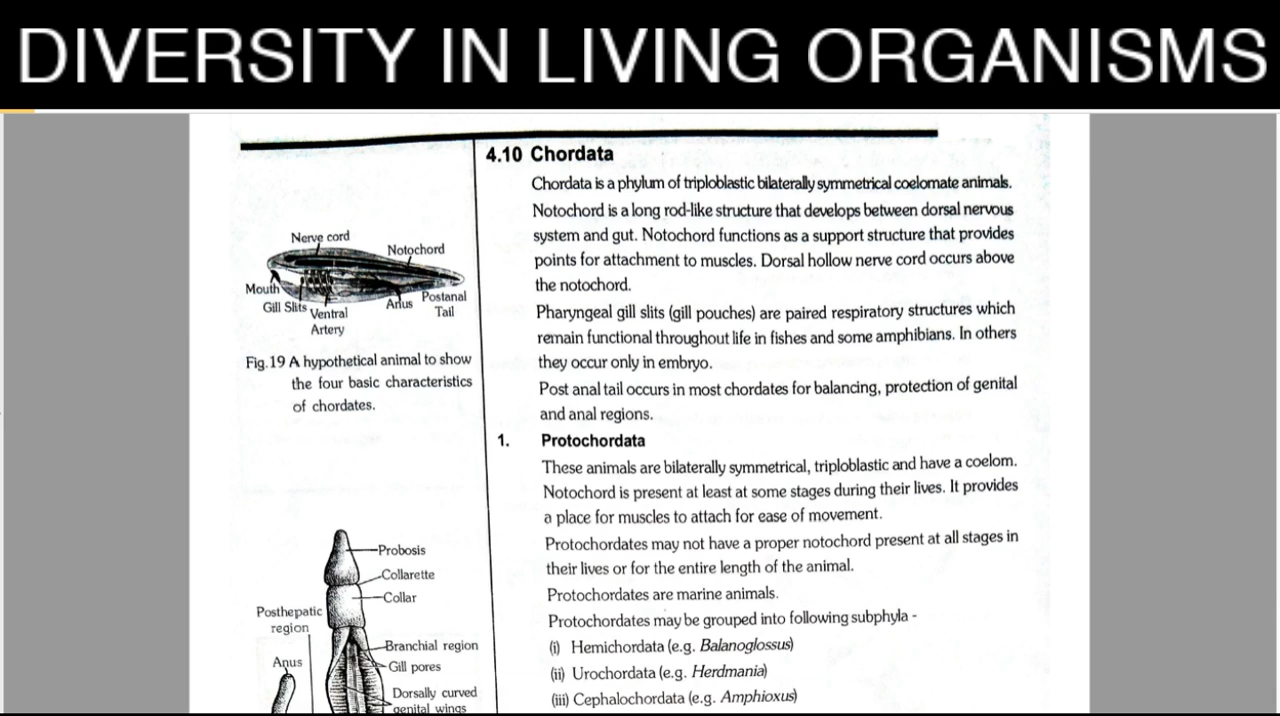 DIVERSITY IN LIVING ORGANISMS
4.10 Chordata
Chordata is a phylum of triploblastic bilaterally symmetrical coelomate animals.
Notochord is a long rod-like structure that develops between dorsal nervous
system and gut. Notochord functions as a support structure that provides
points for attachment to muscles. Dorsal hollow nerve cord occurs above
the notochord.
Pharyngeal gill slits (gill pouches) are paired respiratory structures which
remain functional throughout life in fishes and some amphibians. In others
they occur only in embryo.
Post anal tail occurs in most chordates for balancing, protection of genital
and anal regions.
1. Protochordata
These animals are bilaterally symmetrical, triploblastic and have a coelom.
Notochord is present at least at some stages during their lives. It provides
a place for muscles to attach for ease of movement.
Protochordates may not have a proper notochord present at all stages in
their lives or for the entire length of the animal.
Protochordates are marine animals.
Protochordates may be grouped into following subphyla -
(i) Hemichordata (e.g. Balanoglossus)
(ii) Urochordata (e.g. Herdmania)
(iii) Cephalochordata (e.g. Amphioxus)
Nerve cord
Notochord
Mouth
Gill Slits
Ventral
Artery
Anus
Postanal
Tail
Fig.19 A hypothetical animal to show
the four basic characteristics
of chordates.
Probosis
Collarette
Collar
Posthepatic
region
Branchial region
Anus
Gill pores
Dorsally curved
genital wings